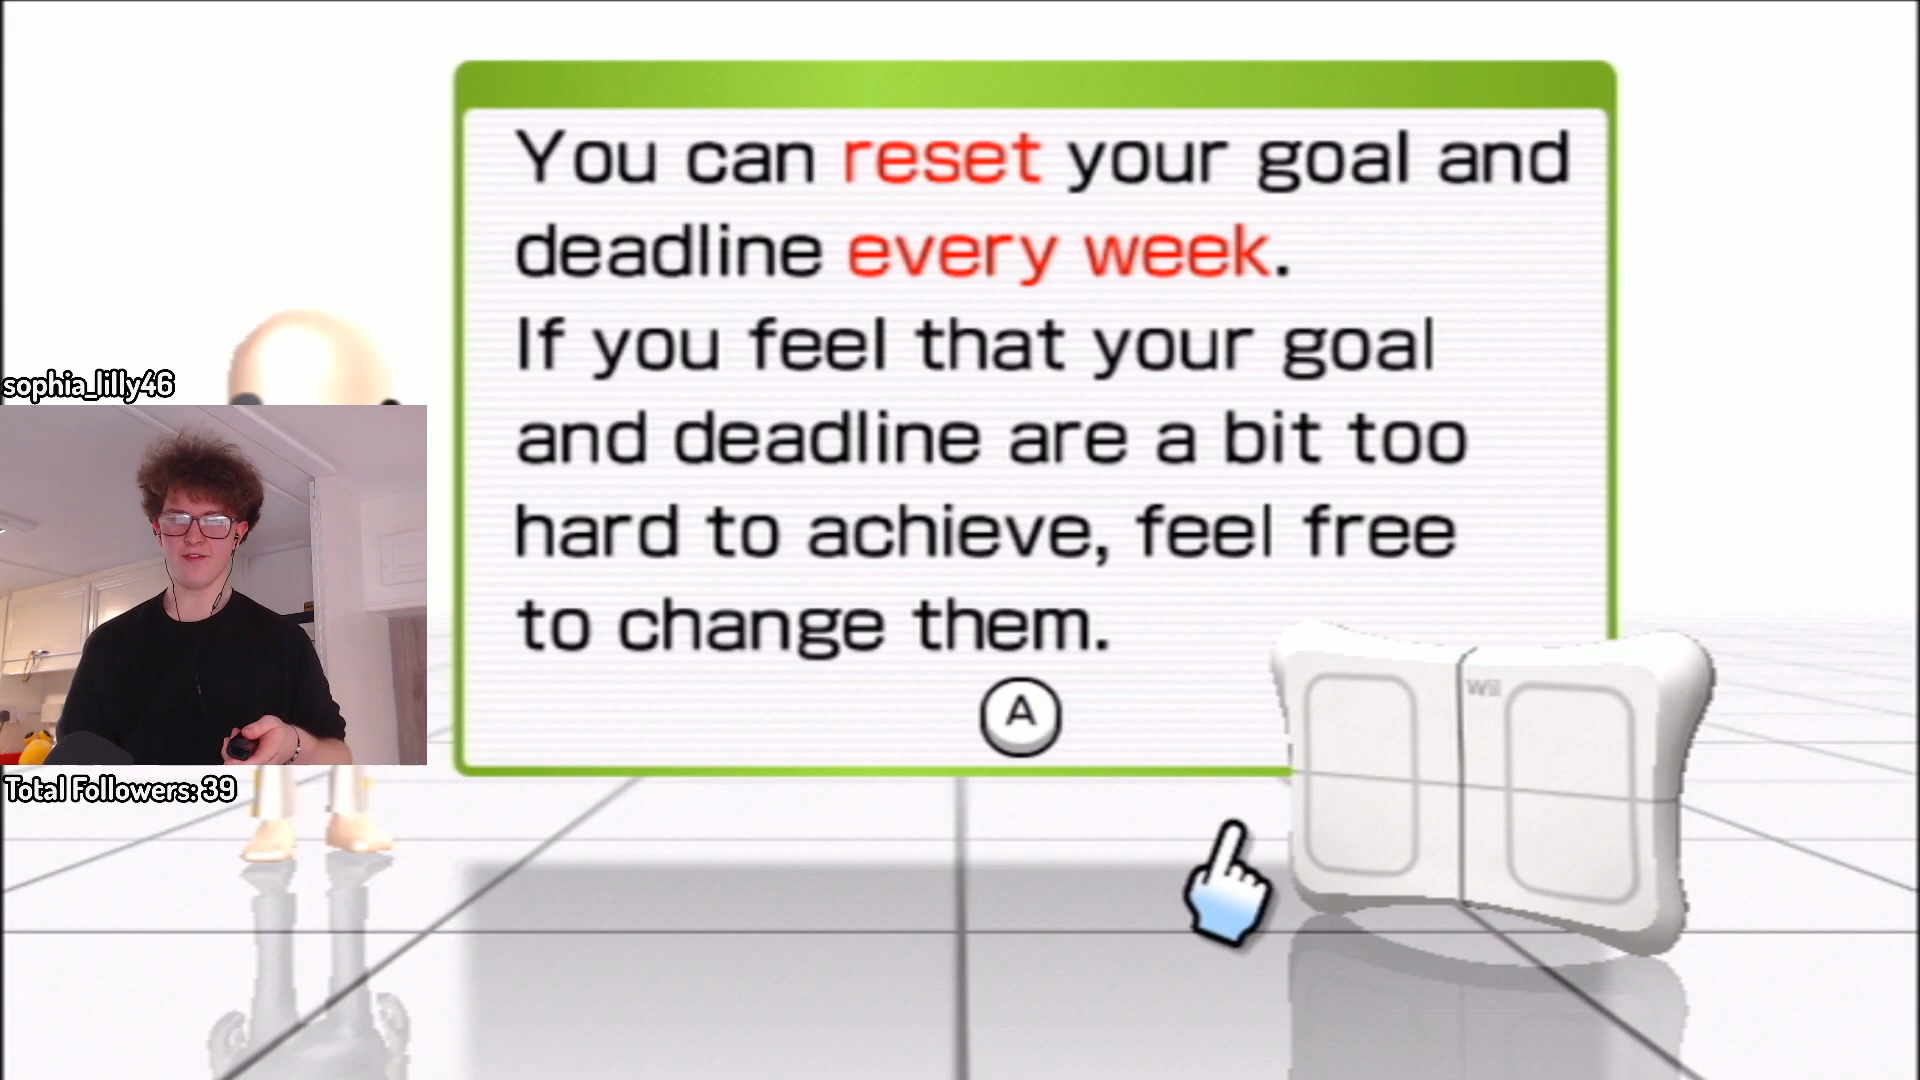 You can reset your goal and
deadline every week.
If you feel that your goal
and deadline are a bit too
hard to achieve, feel free
to change them.
A
Wii
sophia_lilly46
Total Followers: 39